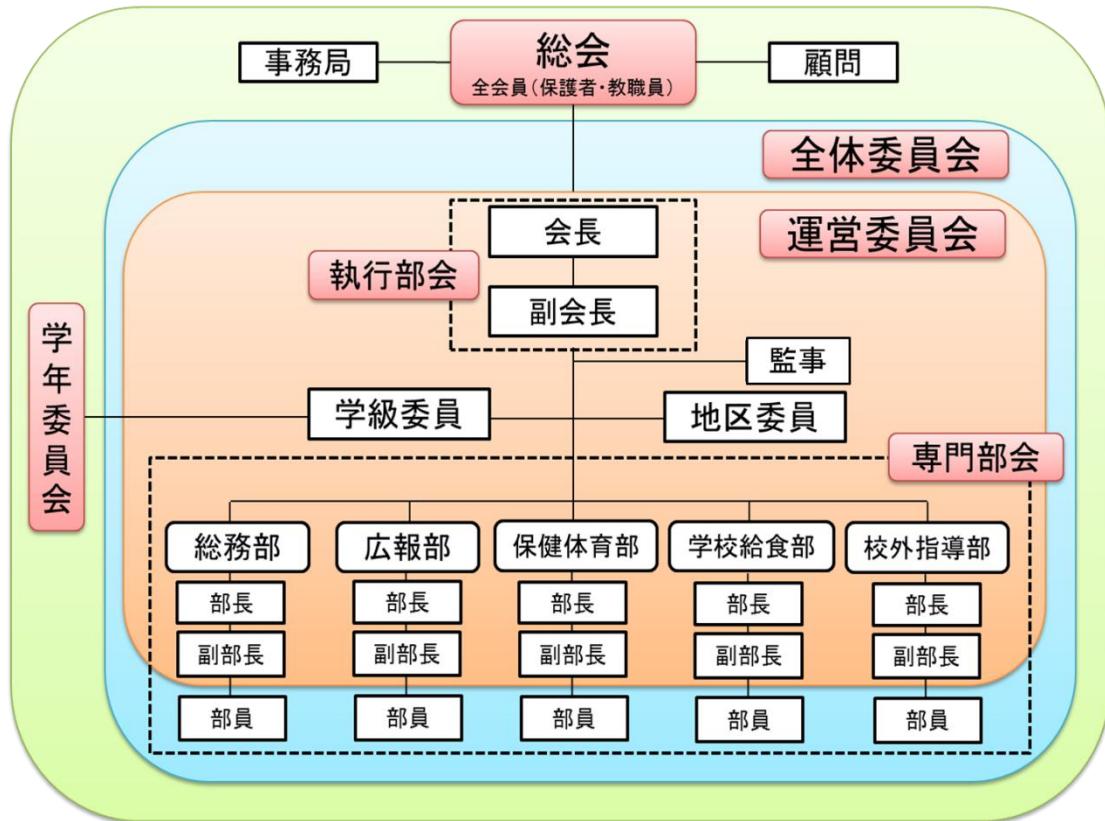 総会
全会員（保護者・教職員）
事務局
顧問
全体委員会
運営委員会
会長
執行部会
副会長
監事
学年委員会
学級委員
地区委員
専門部会
総務部
広報部
保健体育部
学校給食部
校外指導部
部長
部長
部長
部長
部長
副部長
副部長
副部長
副部長
副部長
部員
部員
部員
部員
部員